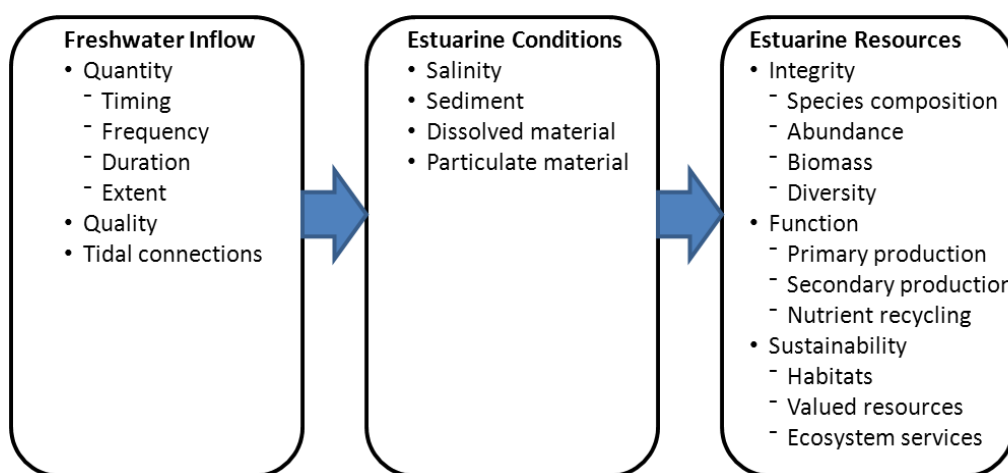 Freshwater Inflow
• Quantity
- Timing
- Frequency
- Duration
- Extent
• Quality
• Tidal connections
Estuarine Conditions
• Salinity
• Sediment
• Dissolved material
• Particulate material
Estuarine Resources
• Integrity
- Species composition
- Abundance
- Biomass
- Diversity
• Function
- Primary production
- Secondary production
- Nutrient recycling
• Sustainability
- Habitats
- Valued resources
- Ecosystem services